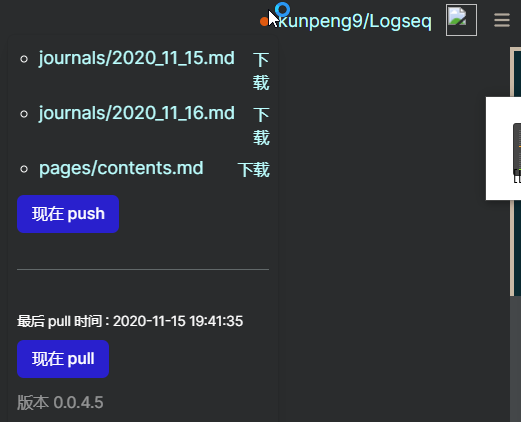 kunpeng9/Logseq
journals/2020_11_15.md 下
载
journals/2020_11_16.md 下
载
pages/contents.md 下载
现在 push
最后 pull 时间 : 2020-11-15 19:41:35
现在 pull
版本 0.0.4.5